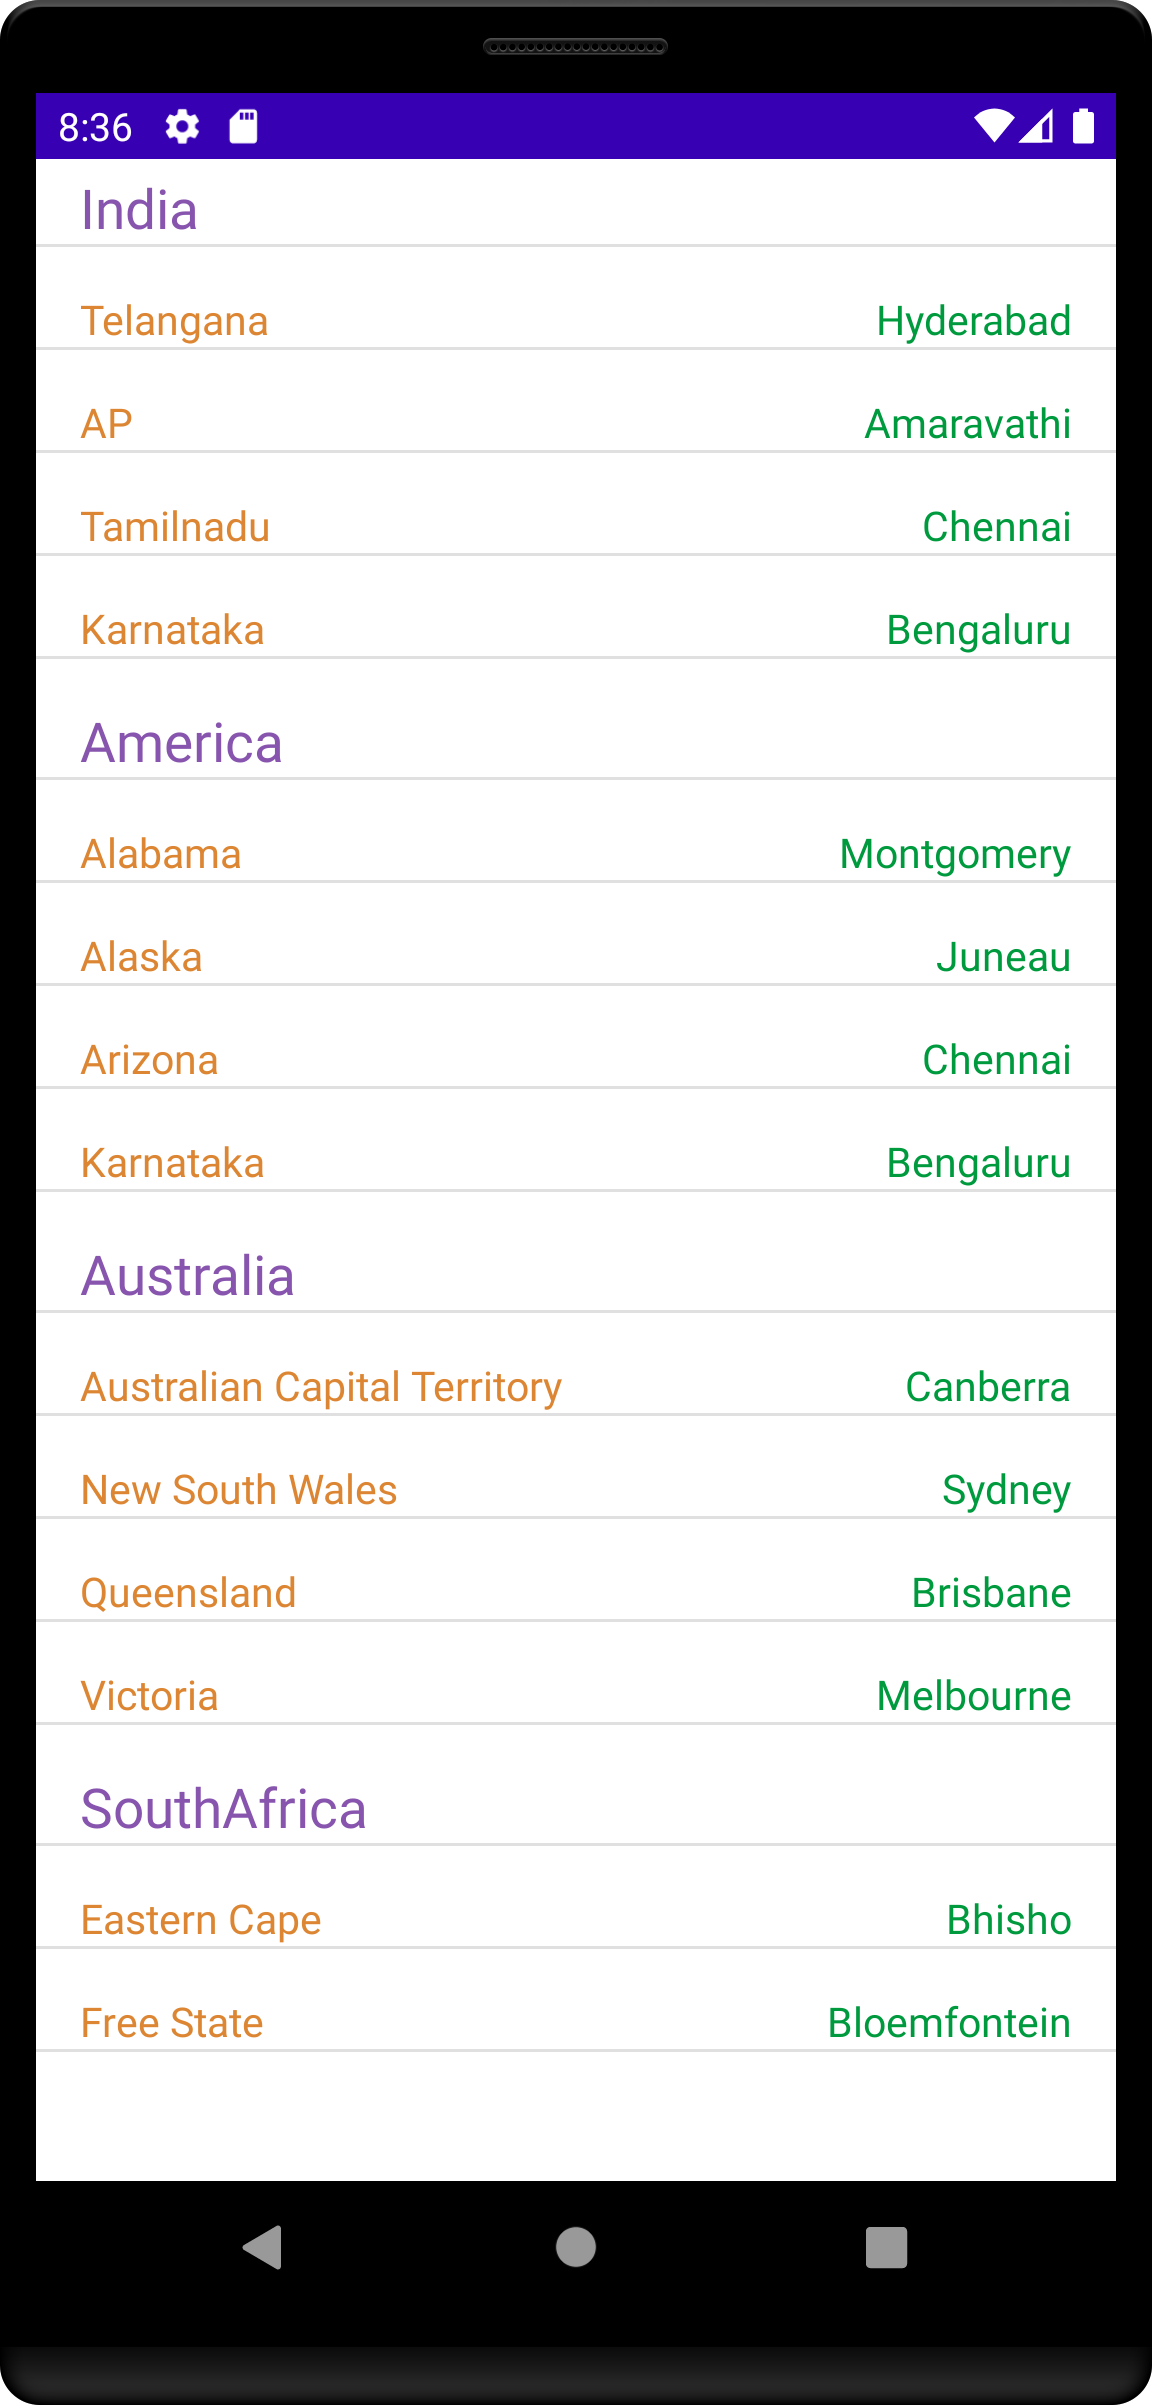 8:36
India
Telangana Hyderabad
AP Amaravathi
Tamilnadu Chennai
Karnataka Bengaluru
America
Alabama Montgomery
Alaska Juneau
Arizona Chennai
Karnataka Bengaluru
Australia
Australian Capital Territory Canberra
New South Wales Sydney
Queensland Brisbane
Victoria Melbourne
SouthAfrica
Eastern Cape Bhisho
Free State Bloemfontein